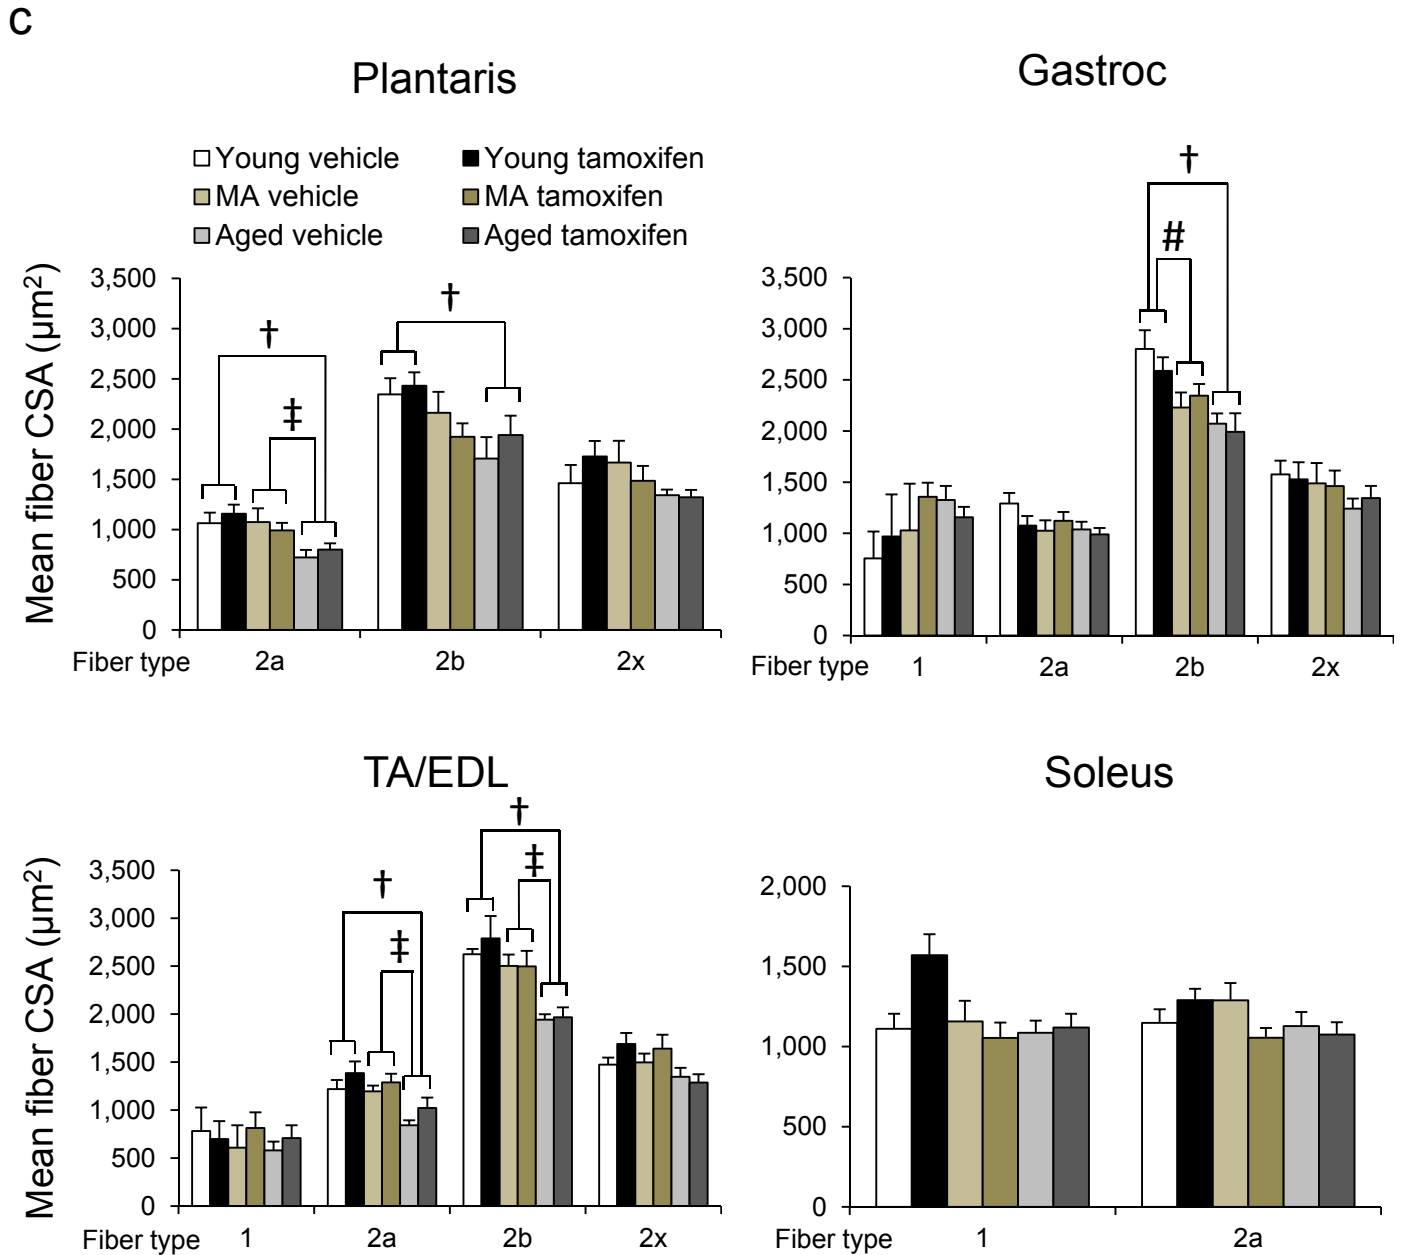 c
Plantaris
Young vehicle Young tamoxifen
MA vehicle MA tamoxifen
Aged vehicle Aged tamoxifen
Mean fiber CSA (µm²)
3,500
3,000
2,500
2,000
1,500
1,000
500
0
†
‡
†
Fiber type 2a 2b 2x
Gastroc
3,500
3,000
2,500
2,000
1,500
1,000
500
0
†
#
Fiber type 1 2a 2b 2x
TA/EDL
Mean fiber CSA (µm²)
3,500
3,000
2,500
2,000
1,500
1,000
500
0
†
‡
†
‡
Fiber type 1 2a 2b 2x
Soleus
2,000
1,500
1,000
500
0
Fiber type 1 2a